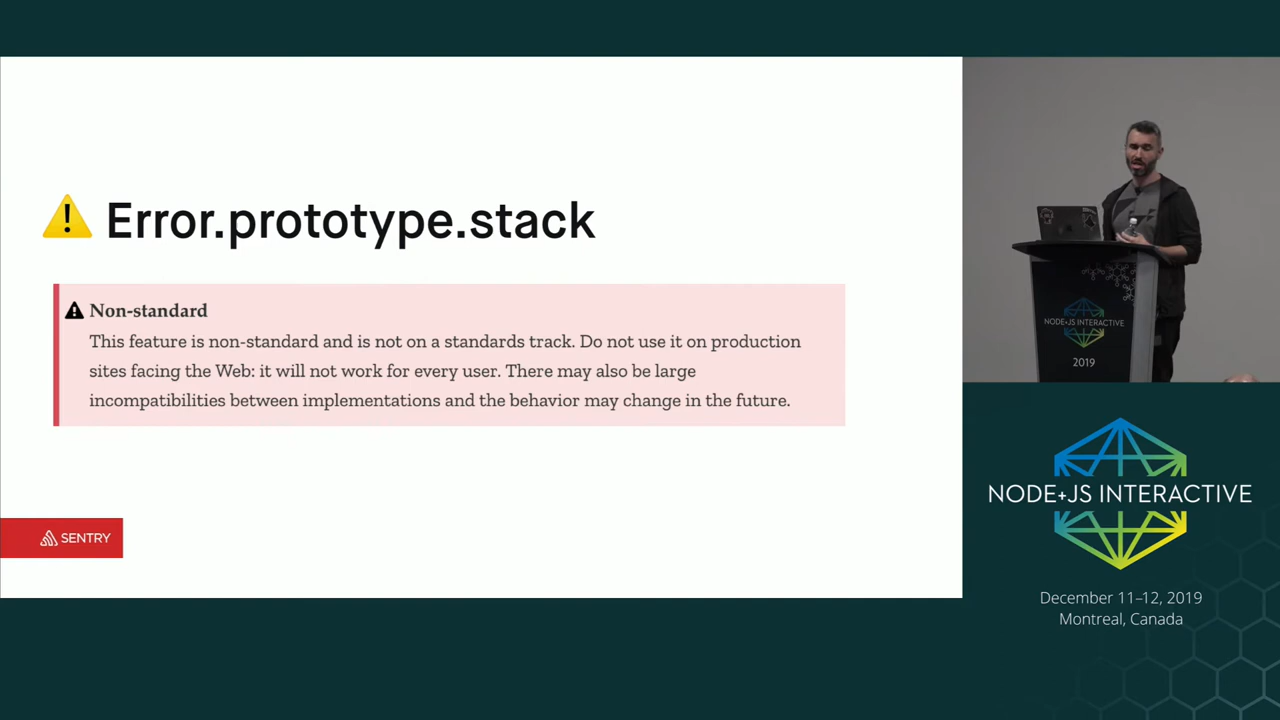 Error.prototype.stack
Non-standard
This feature is non-standard and is not on a standards track. Do not use it on production
sites facing the Web: it will not work for every user. There may also be large
incompatibilities between implementations and the behavior may change in the future.
SENTRY
NODE+JS INTERACTIVE
2019
NODE+JS INTERACTIVE
December 11–12, 2019
Montreal, Canada